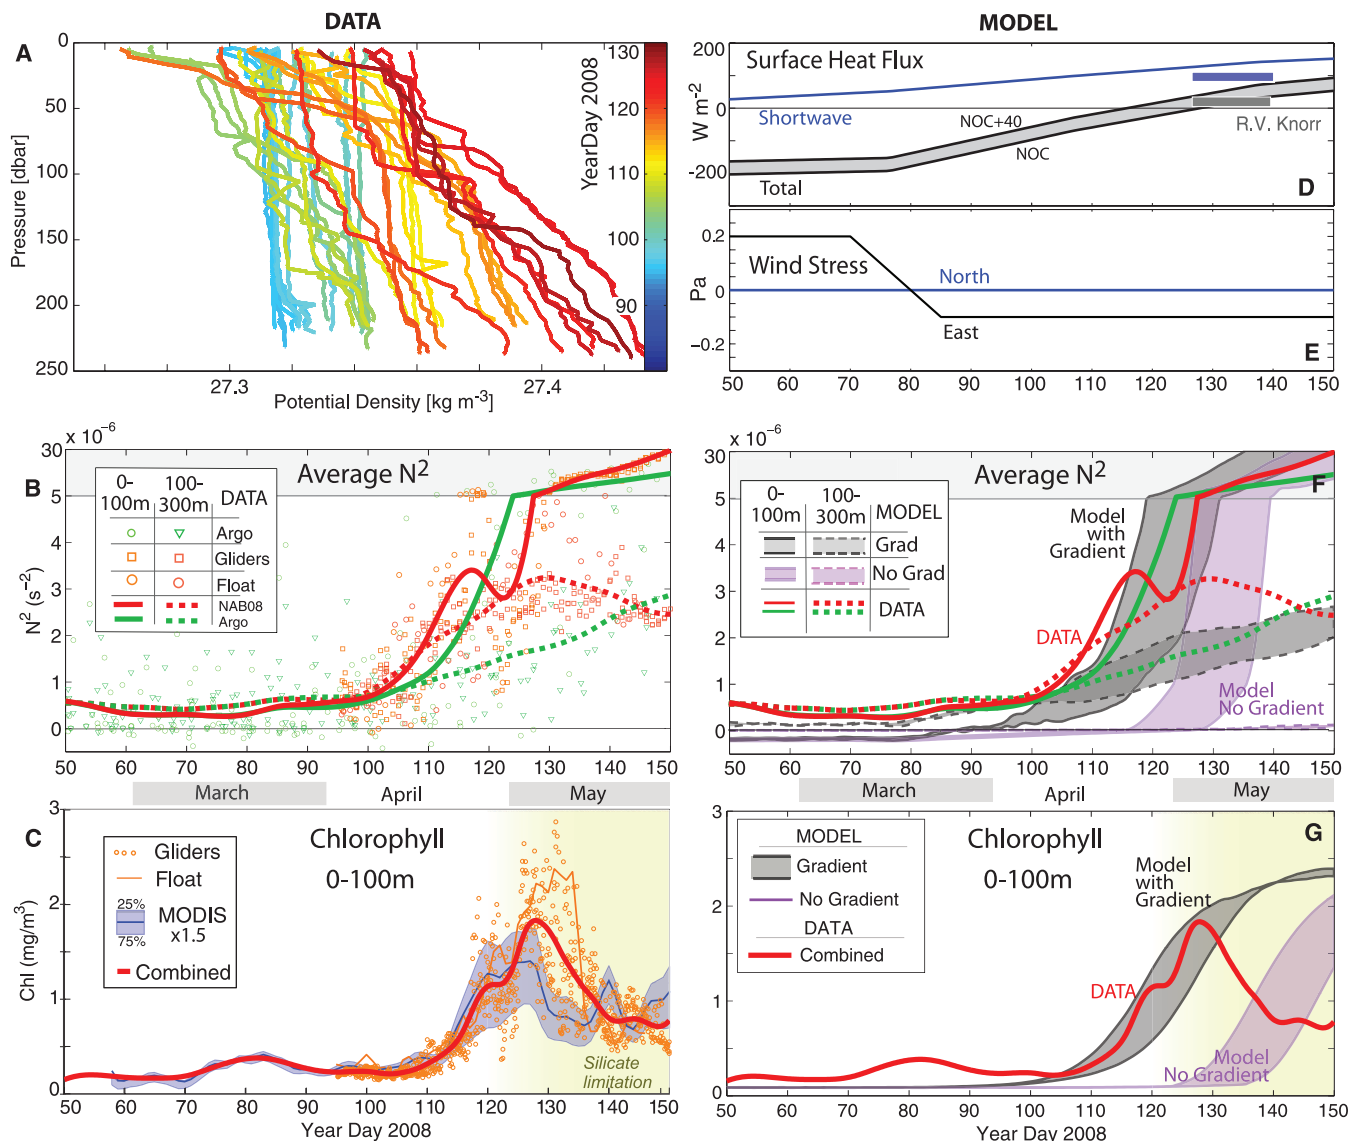 DATA
A
0
50
100
150
200
250
Pressure [dbar]
27.3
27.4
Potential Density [kg m-3)
130
120
110
100
90
YearDay 2008
MODEL
200
0
-200
W m-2
Surface Heat Flux
Shortwave
NOC+40
NOC
R.V. Knorr
Total
D
0.2
0
-0.2
Pa
Wind Stress
North
East
E
50 60 70 80 90 100 110 120 130 140 150
x 10-6
Average N2
B
30
5
4
3
2
1
0
N2 (s-2)
0-100m 100-300m DATA
Argo
Gliders
Float
NAB08
Argo
50 60 70 80 90 100 110 120 130 140 150
March April May
x 10-6
Average N2
F
30
5
4
3
2
1
0
0-100m 100-300m MODEL
Grad
No Grad
DATA
Model with Gradient
DATA
Model No Gradient
50 60 70 80 90 100 110 120 130 140 150
March April May
C
Chlorophyll
0-100m
3
2
1
0
Chl (mg/m3)
Gliders
Float
25%
MODIS x1.5
75%
Combined
Silicate limitation
50 60 70 80 90 100 110 120 130 140 150
Year Day 2008
G
Chlorophyll
0-100m
3
2
1
0
MODEL
Gradient
No Gradient
DATA
Combined
Model with Gradient
DATA
Model No Gradient
50 60 70 80 90 100 110 120 130 140 150
Year Day 2008